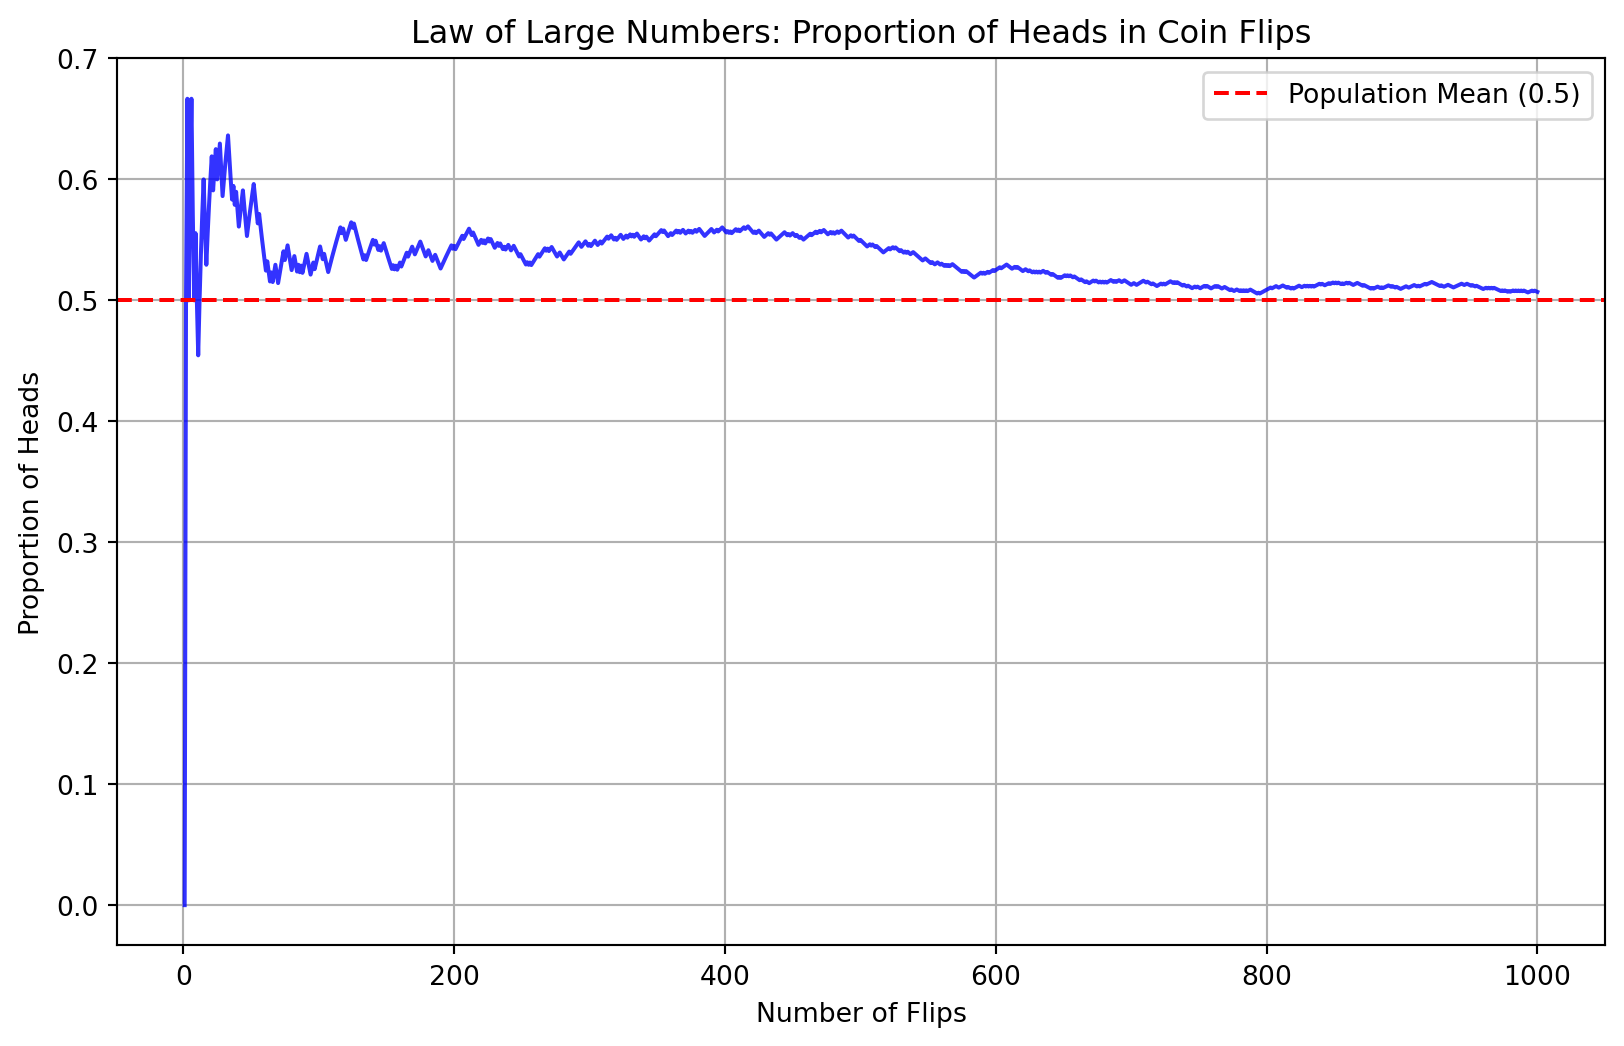 Law of Large Numbers: Proportion of Heads in Coin Flips
Population Mean (0.5)
Proportion of Heads
0.7
0.6
0.5
0.4
0.3
0.2
0.1
0.0
0 200 400 600 800 1000
Number of Flips